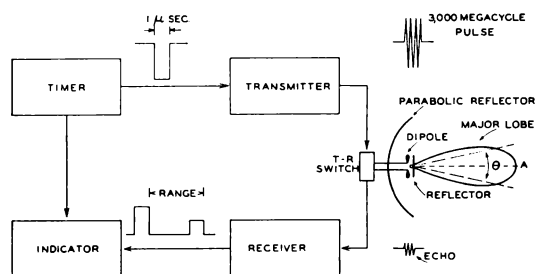 1 μ SEC.
3,000 MEGACYCLE
PULSE
TIMER
TRANSMITTER
PARABOLIC REFLECTOR
MAJOR LOBE
DIPOLE
T-R
SWITCH
θ
A
REFLECTOR
RANGE
INDICATOR
RECEIVER
ECHO